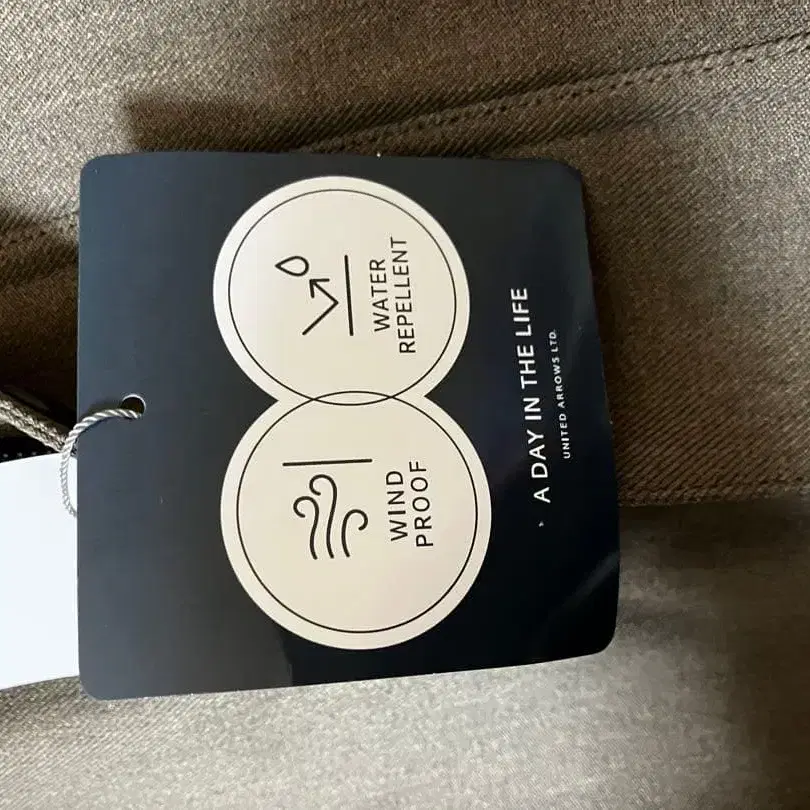 WIND
PROOF
WATER
REPELLENT
A DAY IN THE LIFE
UNITED ARROWS LTD.